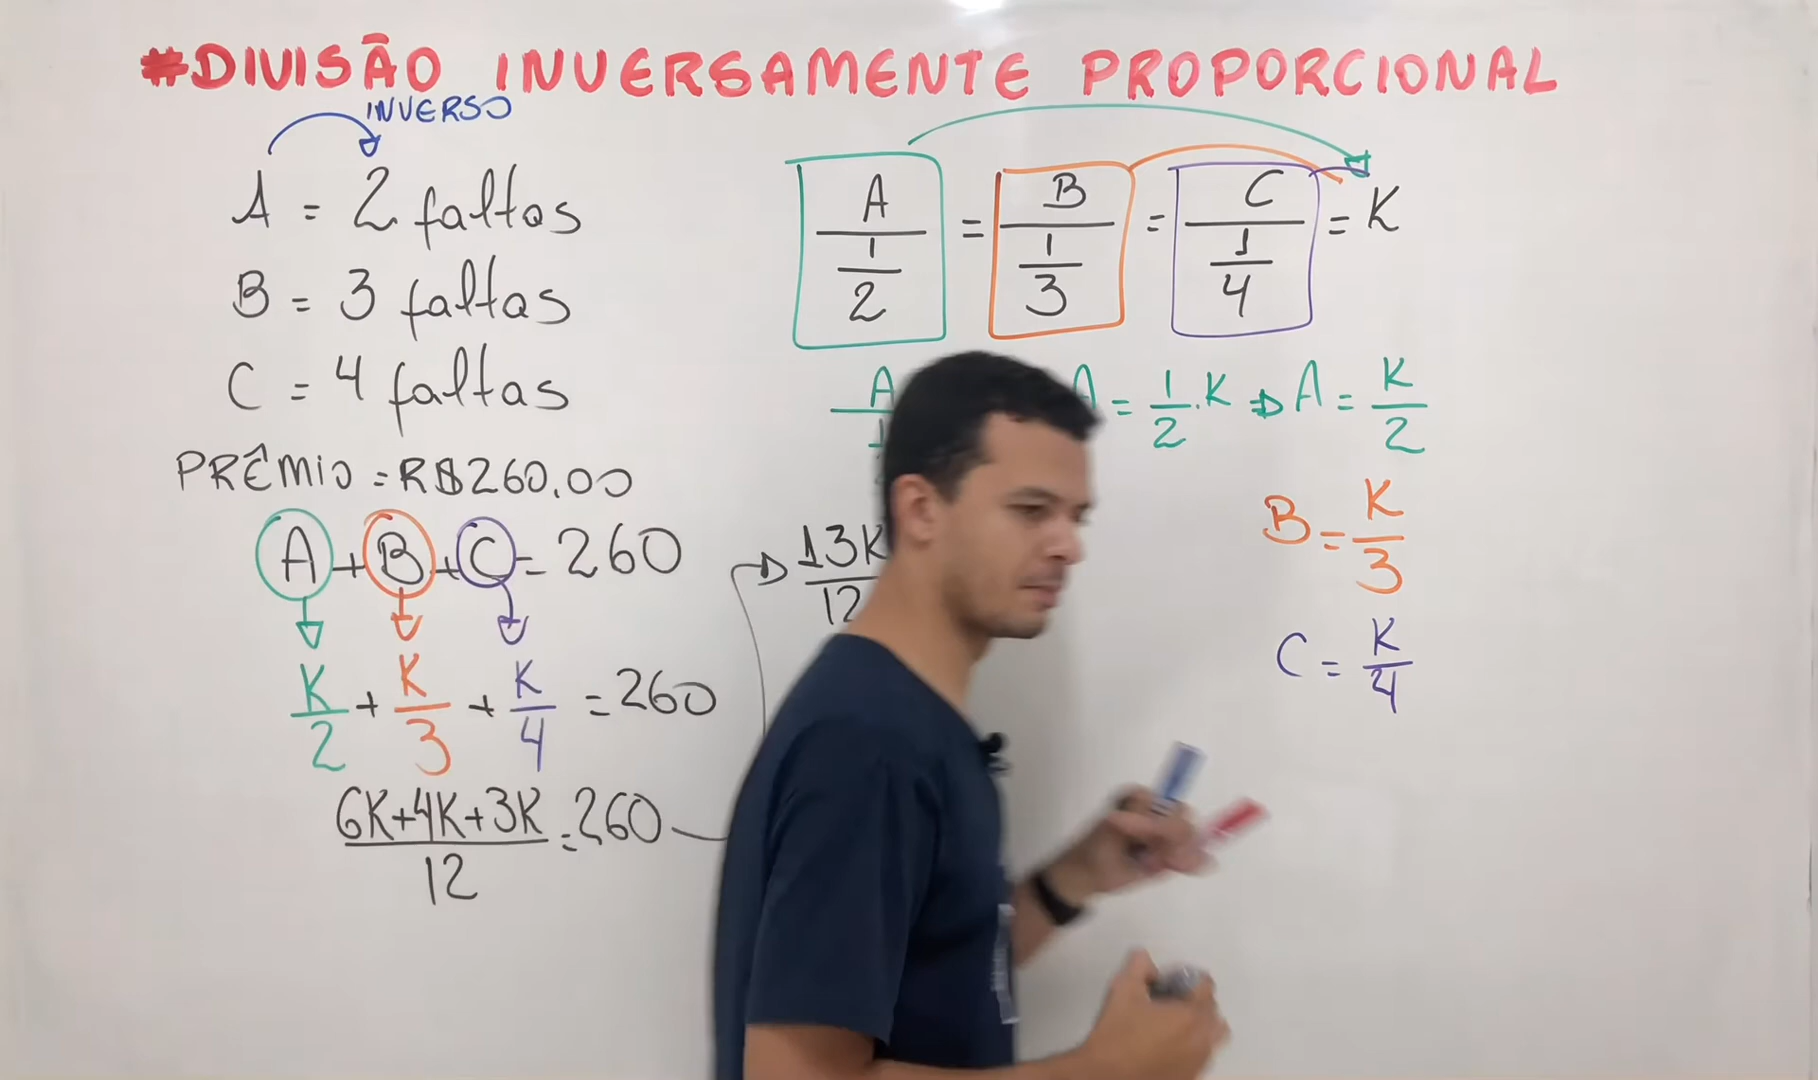 #DIVISÃO INVERSAMENTE PROPORCIONAL
INVERSO
A = 2 faltas
B = 3 faltas
C = 4 faltas
PRÊMIO = R$260,00
A+B+C = 260
K/2 + K/3 + K/4 = 260
6K+4K+3K/12 = 260
A/1/2 = B/1/3 = C/1/4 = K
A = 1/2 . K ⇒ A = K/2
B = K/3
C = K/4
13K/12